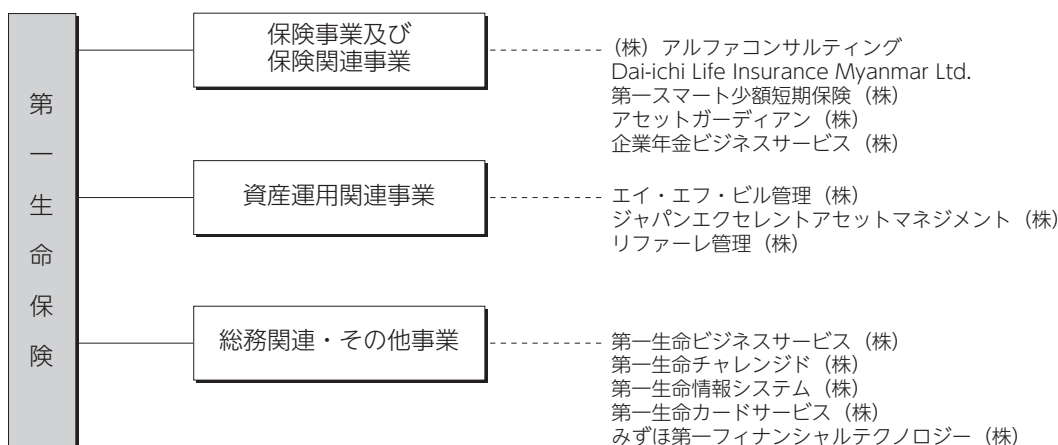 第一生命保険
保険事業及び
保険関連事業
(株)アルファコンサルティング
Dai-ichi Life Insurance Myanmar Ltd.
第一スマート少額短期保険(株)
アセットガーディアン(株)
企業年金ビジネスサービス(株)
資産運用関連事業
エイ・エフ・ビル管理(株)
ジャパンエクセレントアセットマネジメント(株)
リファーレ管理(株)
総務関連・その他事業
第一生命ビジネスサービス(株)
第一生命チャレンジド(株)
第一生命情報システム(株)
第一生命カードサービス(株)
みずほ第一フィナンシャルテクノロジー(株)